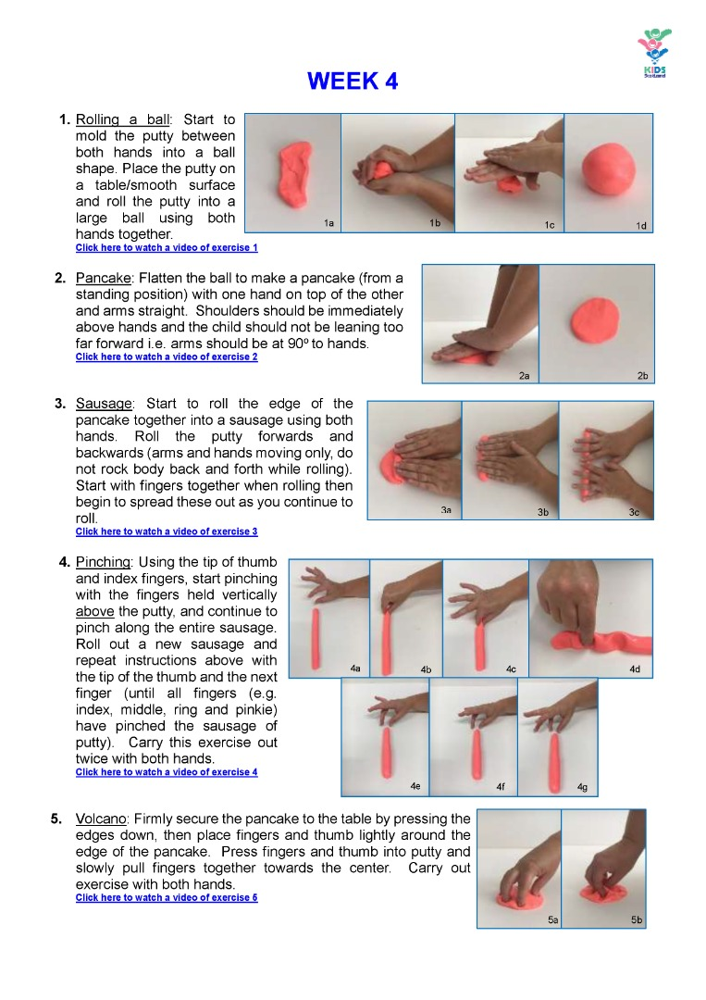 KIDS
Scotland
WEEK 4
1. Rolling a ball: Start to
mold the putty between
both hands into a ball
shape. Place the putty on
a table/smooth surface
and roll the putty into a
large ball using both
hands together.
Click here to watch a video of exercise 1
1a
1b
1c
1d
2. Pancake: Flatten the ball to make a pancake (from a
standing position) with one hand on top of the other
and arms straight. Shoulders should be immediately
above hands and the child should not be leaning too
far forward i.e. arms should be at 90º to hands.
Click here to watch a video of exercise 2
2a
2b
3. Sausage: Start to roll the edge of the
pancake together into a sausage using both
hands. Roll the putty forwards and
backwards (arms and hands moving only, do
not rock body back and forth while rolling).
Start with fingers together when rolling then
begin to spread these out as you continue to
roll.
Click here to watch a video of exercise 3
3a
3b
3c
4. Pinching: Using the tip of thumb
and index fingers, start pinching
with the fingers held vertically
above the putty, and continue to
pinch along the entire sausage.
Roll out a new sausage and
repeat instructions above with
the tip of the thumb and the next
finger (until all fingers (e.g.
index, middle, ring and pinkie)
have pinched the sausage of
putty). Carry this exercise out
twice with both hands.
Click here to watch a video of exercise 4
4a
4b
4c
4d
4e
4f
4g
5. Volcano: Firmly secure the pancake to the table by pressing the
edges down, then place fingers and thumb lightly around the
edge of the pancake. Press fingers and thumb into putty and
slowly pull fingers together towards the center. Carry out
exercise with both hands.
Click here to watch a video of exercise 5
5a
5b